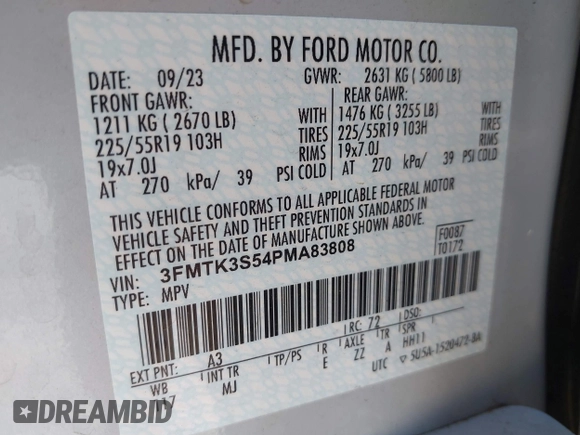 MFD. BY FORD MOTOR CO.
DATE: 09/23 GVWR: 2631 KG ( 5800 LB)
FRONT GAWR: REAR GAWR:
1211 KG ( 2670 LB) WITH 1476 KG ( 3255 LB) WITH
225/55R19 103H TIRES 225/55R19 103H TIRES
19x7.0J RIMS 19x7.0J RIMS
AT 270 kPa/ 39 PSI COLD AT 270 kPa/ 39 PSI COLD
THIS VEHICLE CONFORMS TO ALL APPLICABLE FEDERAL MOTOR
VEHICLE SAFETY AND THEFT PREVENTION STANDARDS IN
EFFECT ON THE DATE OF MANUFACTURE SHOWN ABOVE.
VIN: 3FMTK3S54PMA83808 F0087
TYPE: MPV T0172
EXT PNT: A3 RC: 72 DSO:
WB INT TR TP/PS R AXLE TR SPR
117 MJ E ZZ A HH11
UTC 5U5A-1520472-BA
DREAMBID